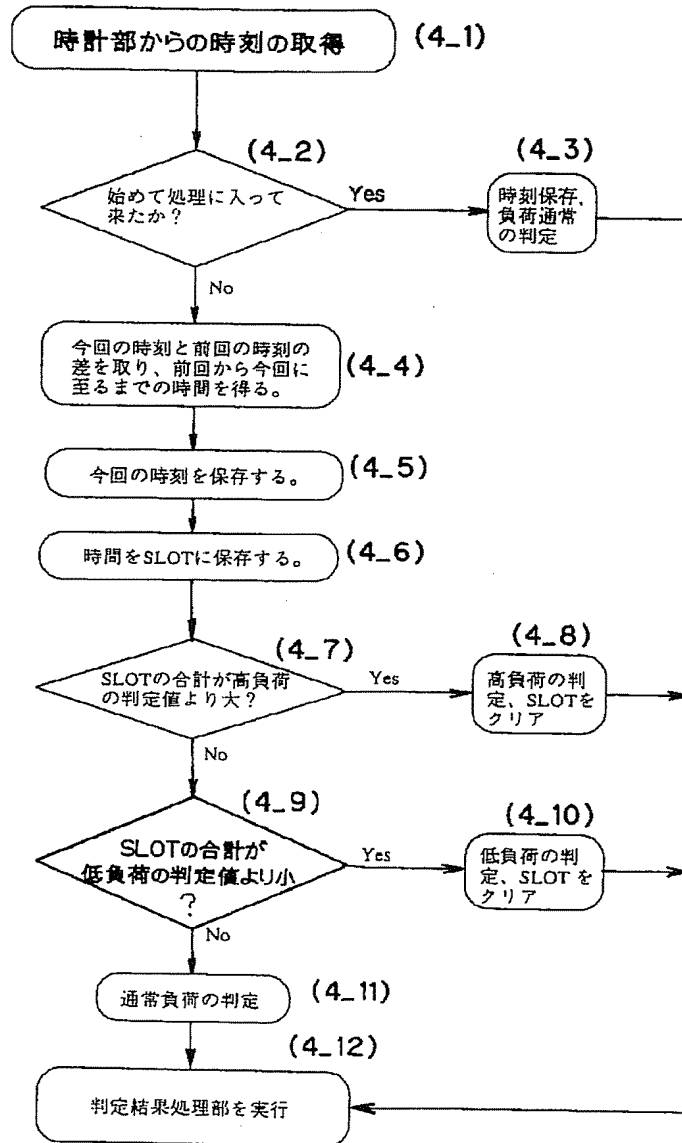 時計部からの時刻の取得
(4_1)
(4_2)
始めて処理に入って
来たか?
Yes
(4_3)
時刻保存、
負荷通常
の判定
No
今回の時刻と前回の時刻の
差を取り、前回から今回に
至るまでの時間を得る。
(4_4)
今回の時刻を保存する。
(4_5)
時間をSLOTに保存する。
(4_6)
(4_7)
SLOTの合計が高負荷
の判定値より大?
Yes
(4_8)
高負荷の判
定、SLOTを
クリア
No
(4_9)
SLOTの合計が
低負荷の判定値より小
?
Yes
(4_10)
低負荷の判
定、SLOT を
クリア
No
通常負荷の判定
(4_11)
(4_12)
判定結果処理部を実行